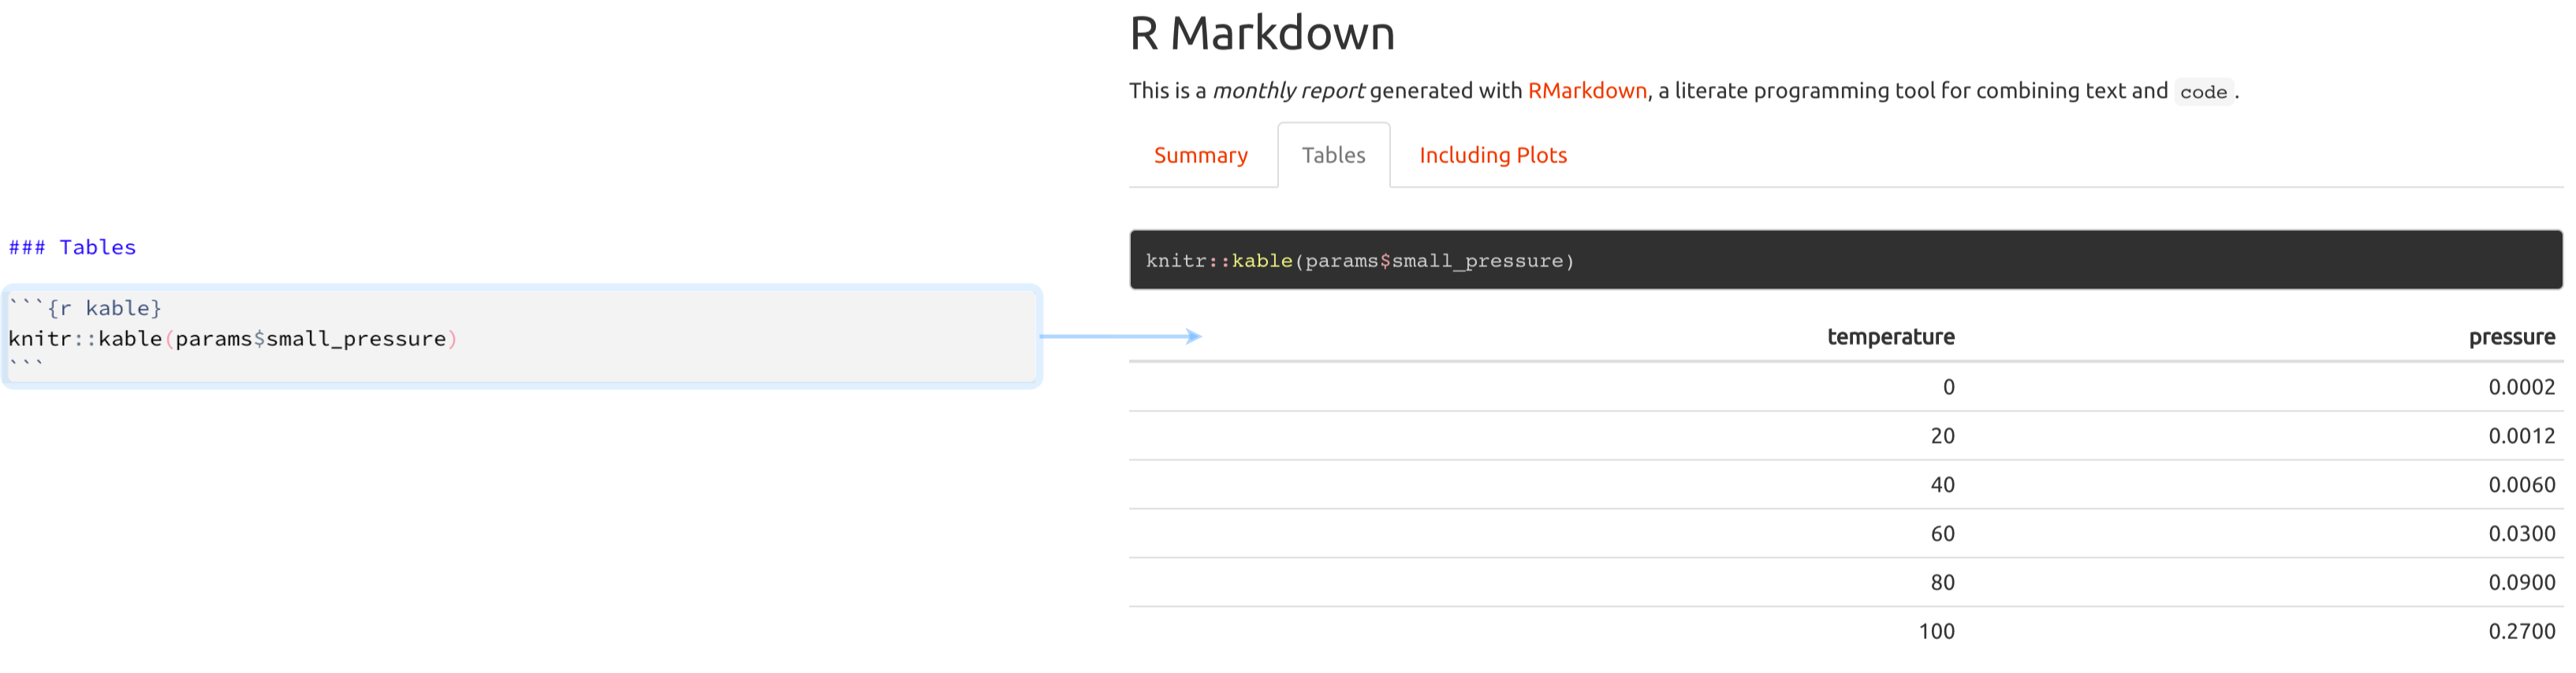 ### Tables
```{r kable}
knitr::kable(params$small_pressure)
```
R Markdown
This is a monthly report generated with RMarkdown, a literate programming tool for combining text and code.
Summary Tables Including Plots
knitr::kable(params$small_pressure)
temperature pressure
0 0.0002
20 0.0012
40 0.0060
60 0.0300
80 0.0900
100 0.2700